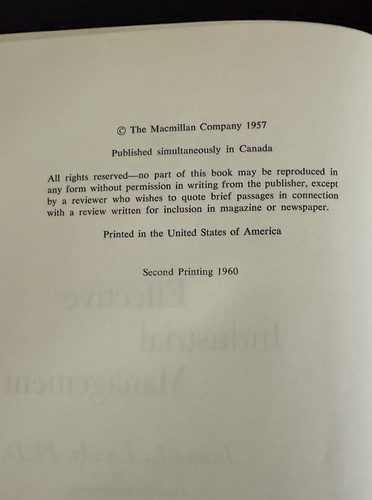 © The Macmillan Company 1957
Published simultaneously in Canada
All rights reserved—no part of this book may be reproduced in
any form without permission in writing from the publisher, except
by a reviewer who wishes to quote brief passages in connection
with a review written for inclusion in magazine or newspaper.
Printed in the United States of America
Second Printing 1960
Effective
Industrial
Management